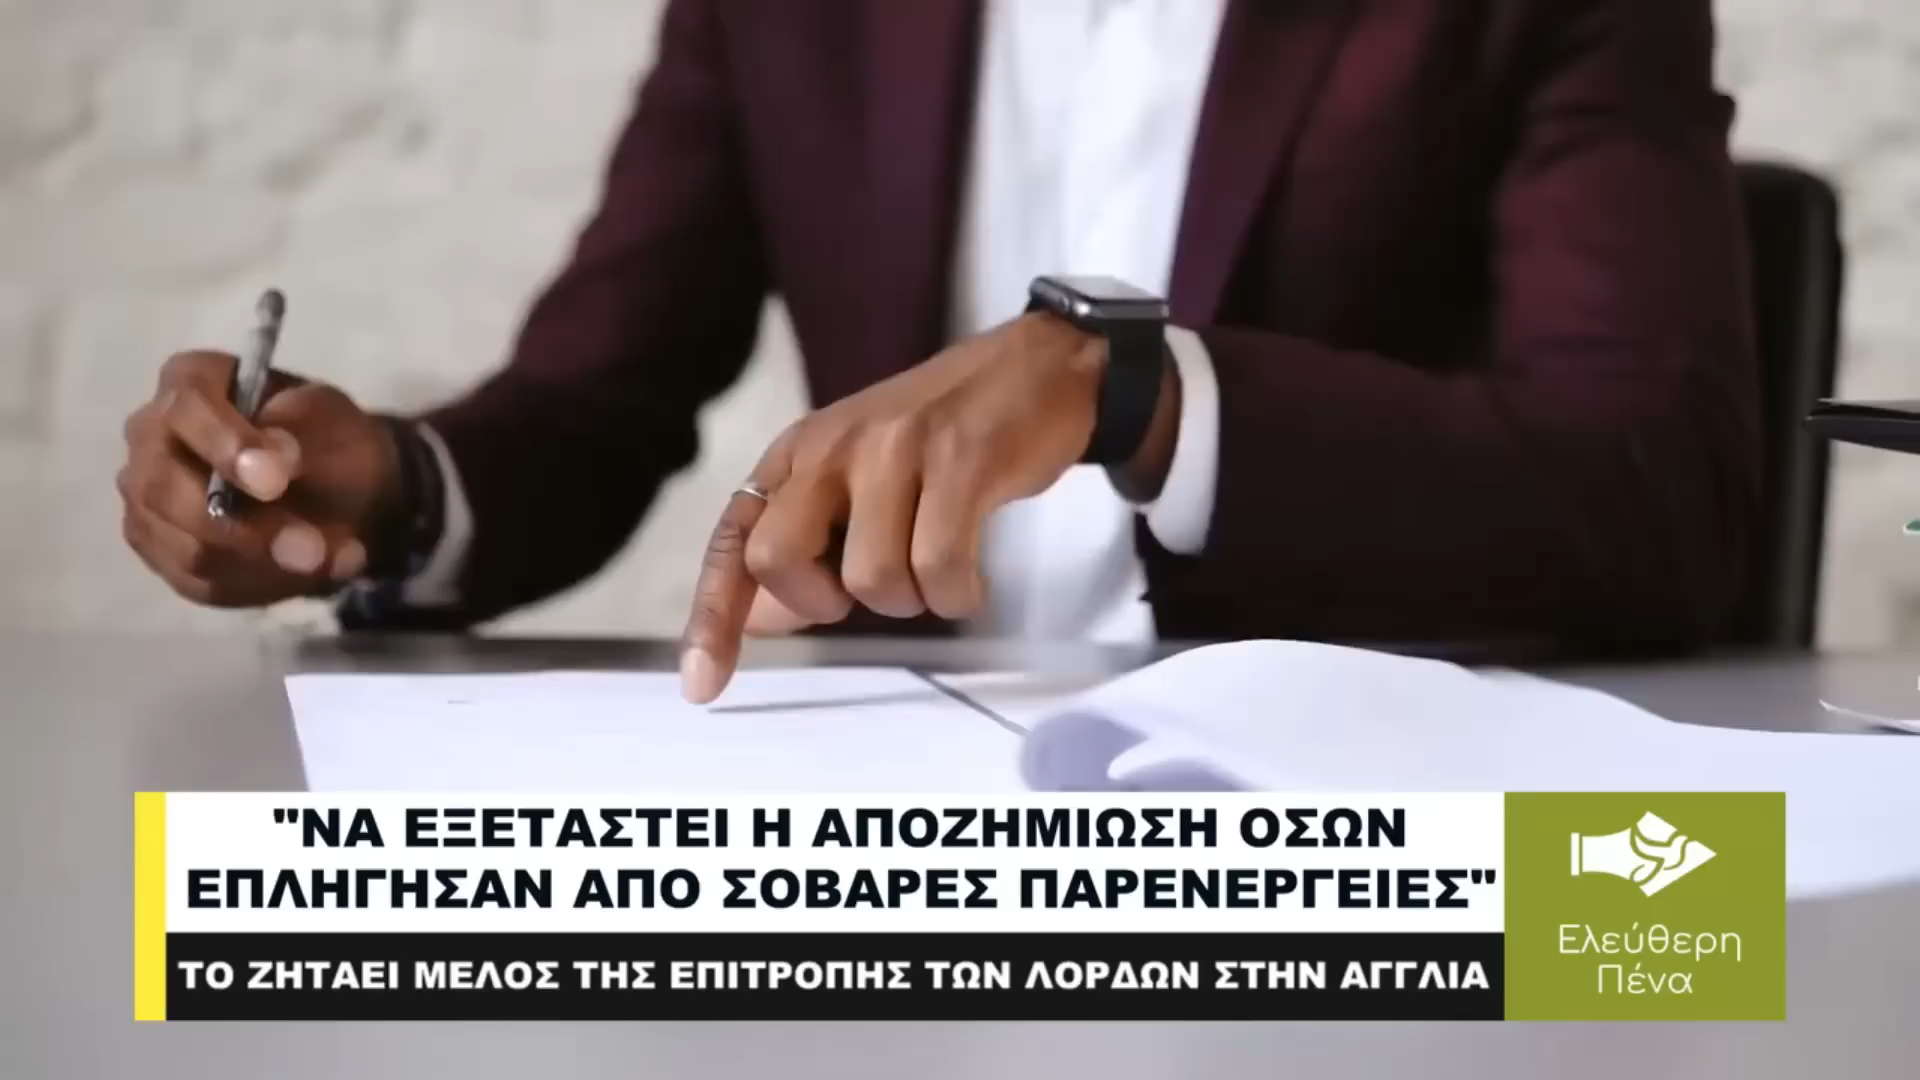 "ΝΑ ΕΞΕΤΑΣΤΕΙ Η ΑΠΟΖΗΜΙΩΣΗ ΟΣΩΝ
ΕΠΛΗΓΗΣΑΝ ΑΠΟ ΣΟΒΑΡΕΣ ΠΑΡΕΝΕΡΓΕΙΕΣ"
ΤΟ ΖΗΤΑΕΙ ΜΕΛΟΣ ΤΗΣ ΕΠΙΤΡΟΠΗΣ ΤΩΝ ΛΟΡΔΩΝ ΣΤΗΝ ΑΓΓΛΙΑ
Ελεύθερη
Πένα